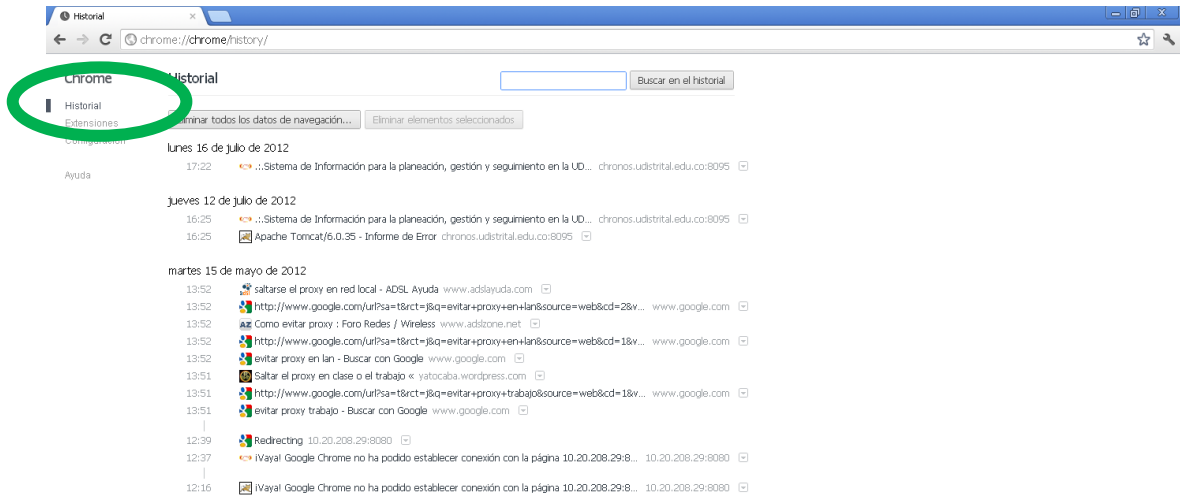 Historial
chrome://chrome/history/
Chrome
Historial
Extensiones
Configuración
Ayuda
Historial
Buscar en el historial
Eliminar todos los datos de navegación... Eliminar elementos seleccionados
lunes 16 de julio de 2012
17:22 .:.Sistema de Información para la planeación, gestión y seguimiento en la UD... chronos.udistrital.edu.co:8095
jueves 12 de julio de 2012
16:25 .:.Sistema de Información para la planeación, gestión y seguimiento en la UD... chronos.udistrital.edu.co:8095
16:25 Apache Tomcat/6.0.35 - Informe de Error chronos.udistrital.edu.co:8095
martes 15 de mayo de 2012
13:52 saltarse el proxy en red local - ADSL Ayuda www.adslayuda.com
13:52 http://www.google.com/url?sa=t&rct=j&q=evitar+proxy+en+lan&source=web&cd=2&v... www.google.com
13:52 AZ Como evitar proxy : Foro Redes / Wireless www.adslzone.net
13:52 http://www.google.com/url?sa=t&rct=j&q=evitar+proxy+en+lan&source=web&cd=1&v... www.google.com
13:52 evitar proxy en lan - Buscar con Google www.google.com
13:51 Saltar el proxy en clase o el trabajo « yatocaba.wordpress.com
13:51 http://www.google.com/url?sa=t&rct=j&q=evitar+proxy+trabajo&source=web&cd=1&v... www.google.com
13:51 evitar proxy trabajo - Buscar con Google www.google.com
12:39 Redirecting 10.20.208.29:8080
12:37 ¡Vaya! Google Chrome no ha podido establecer conexión con la página 10.20.208.29:8... 10.20.208.29:8080
12:16 ¡Vaya! Google Chrome no ha podido establecer conexión con la página 10.20.208.29:8... 10.20.208.29:8080